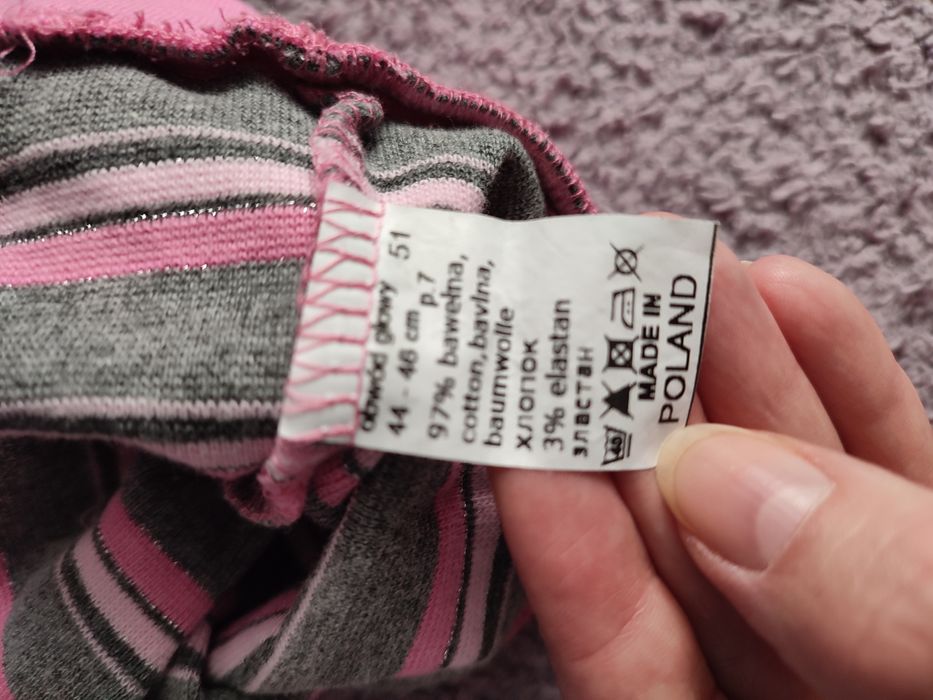 obwód głowy 51
44 - 46 cm p.7
97% bawełna,
cotton,bavlna,
baumwolle
хлопок
3% elastan
эластан
40
MADE IN
POLAND